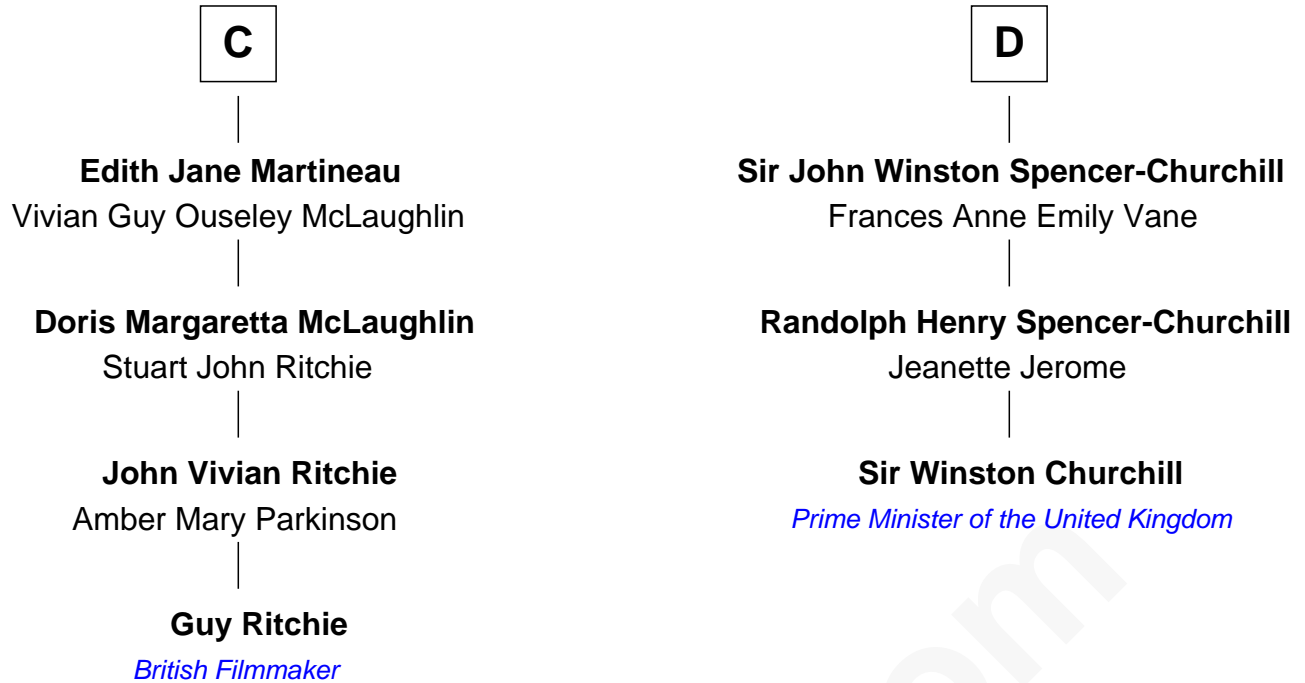 C
Edith Jane Martineau
Vivian Guy Ouseley McLaughlin
Doris Margaretta McLaughlin
Stuart John Ritchie
John Vivian Ritchie
Amber Mary Parkinson
Guy Ritchie
British Filmmaker
D
Sir John Winston Spencer-Churchill
Frances Anne Emily Vane
Randolph Henry Spencer-Churchill
Jeanette Jerome
Sir Winston Churchill
Prime Minister of the United Kingdom
om